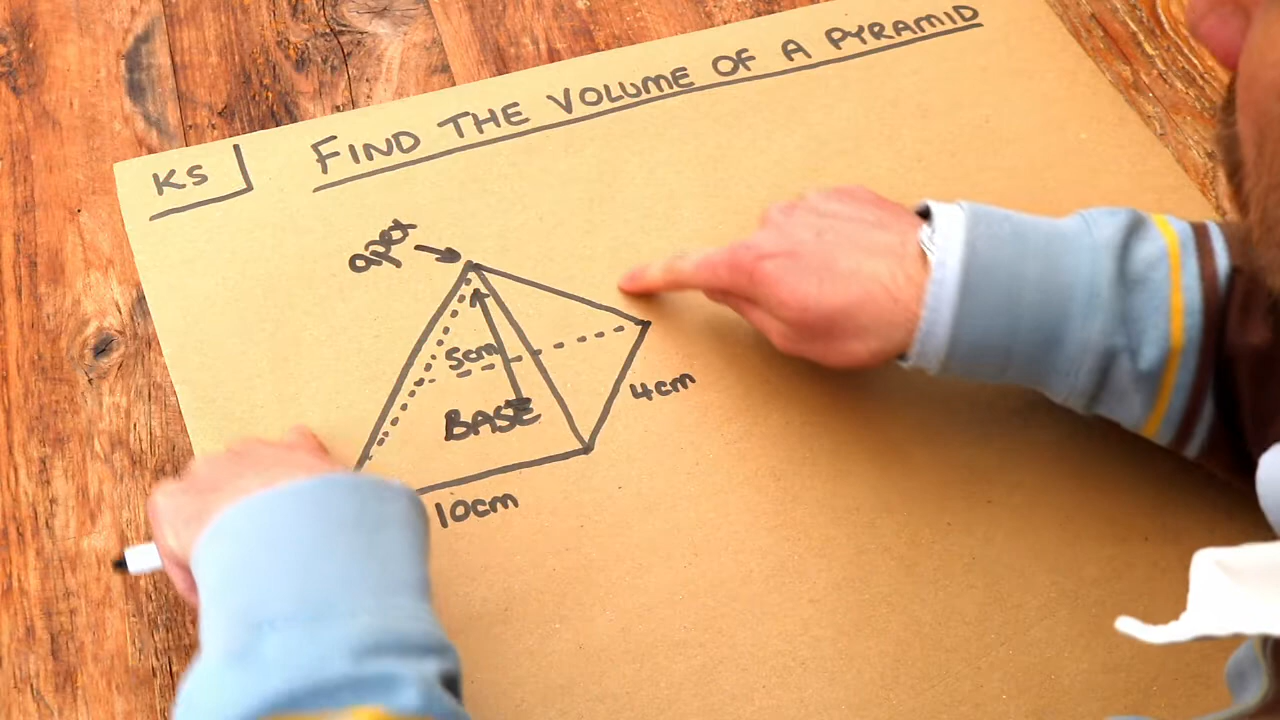 KS
FIND THE VOLUME OF A PYRAMID
apex
5cm
BASE
4cm
10cm